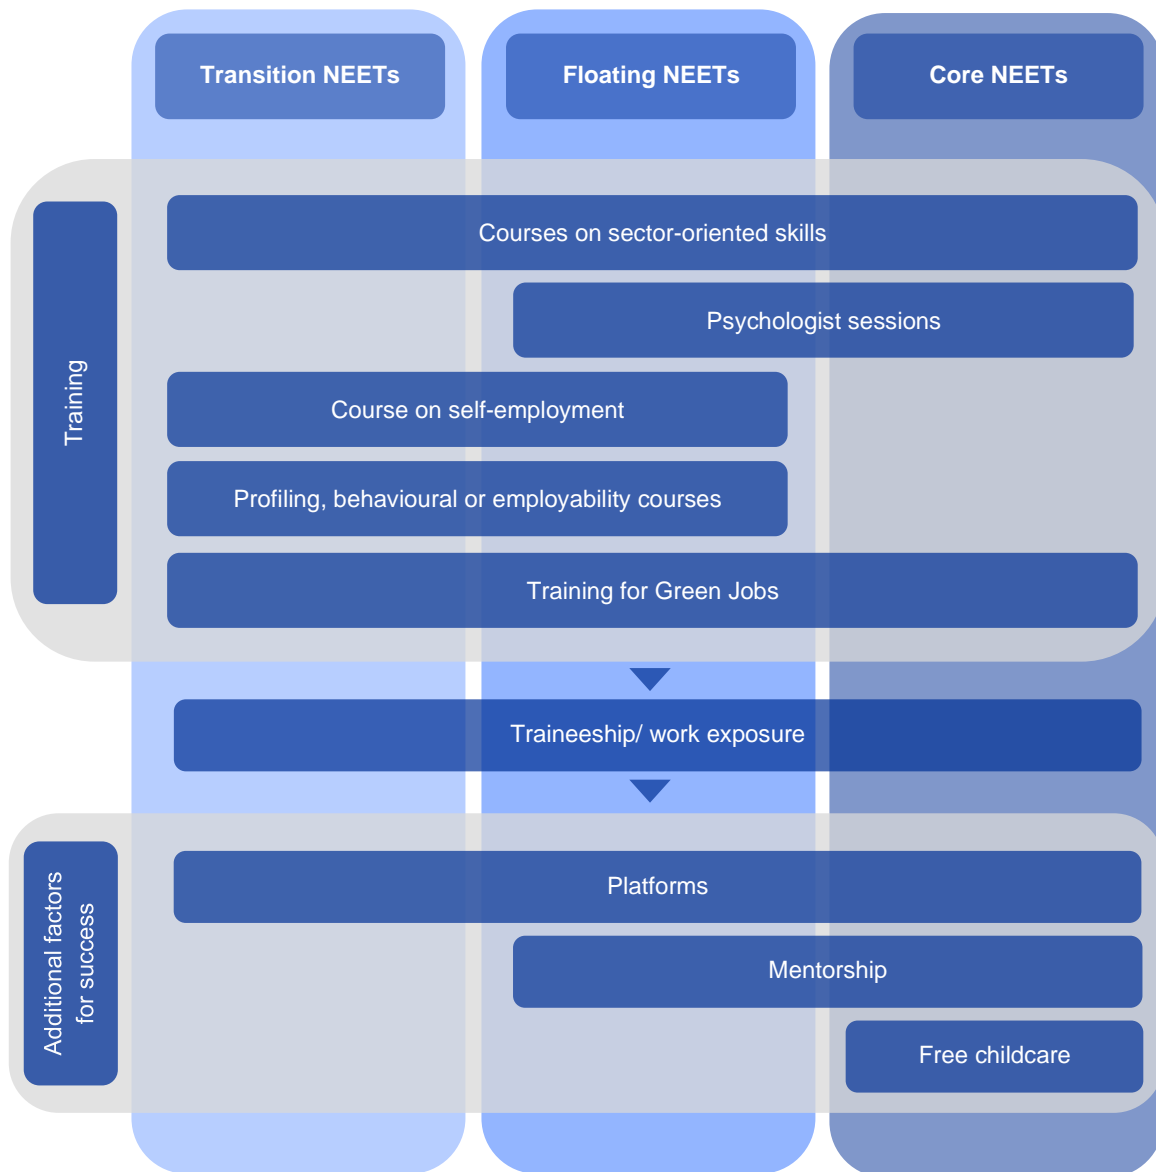 Transition NEETs
Floating NEETs
Core NEETs
Training
Courses on sector-oriented skills
Psychologist sessions
Course on self-employment
Profiling, behavioural or employability courses
Training for Green Jobs
Traineeship/ work exposure
Additional factors
for success
Platforms
Mentorship
Free childcare